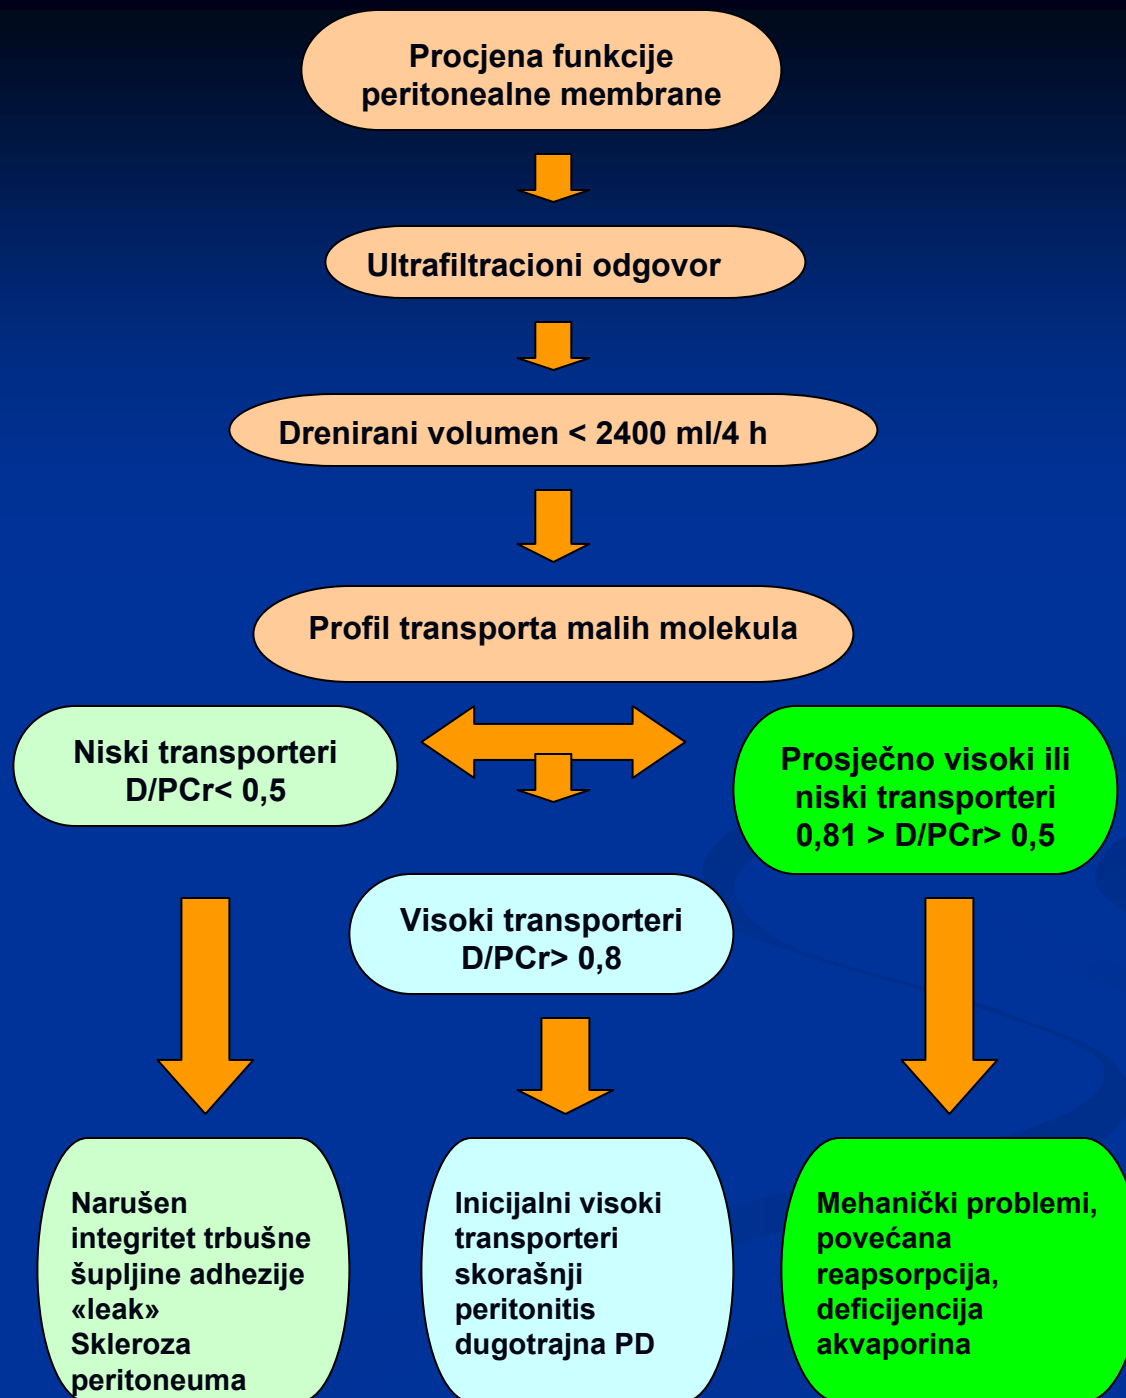 Procjena funkcije
peritonealne membrane
Ultrafiltracioni odgovor
Drenirani volumen < 2400 ml/4 h
Profil transporta malih molekula
Niski transporteri
D/PCr< 0,5
Prosječno visoki ili
niski transporteri
0,81 > D/PCr> 0,5
Visoki transporteri
D/PCr> 0,8
Narušen
integritet trbušne
šupljine adhezije
«leak»
Skleroza
peritoneuma
Inicijalni visoki
transporteri
skorašnji
peritonitis
dugotrajna PD
Mehanički problemi,
povećana
reapsorpcija,
deficijencija
akvaporina